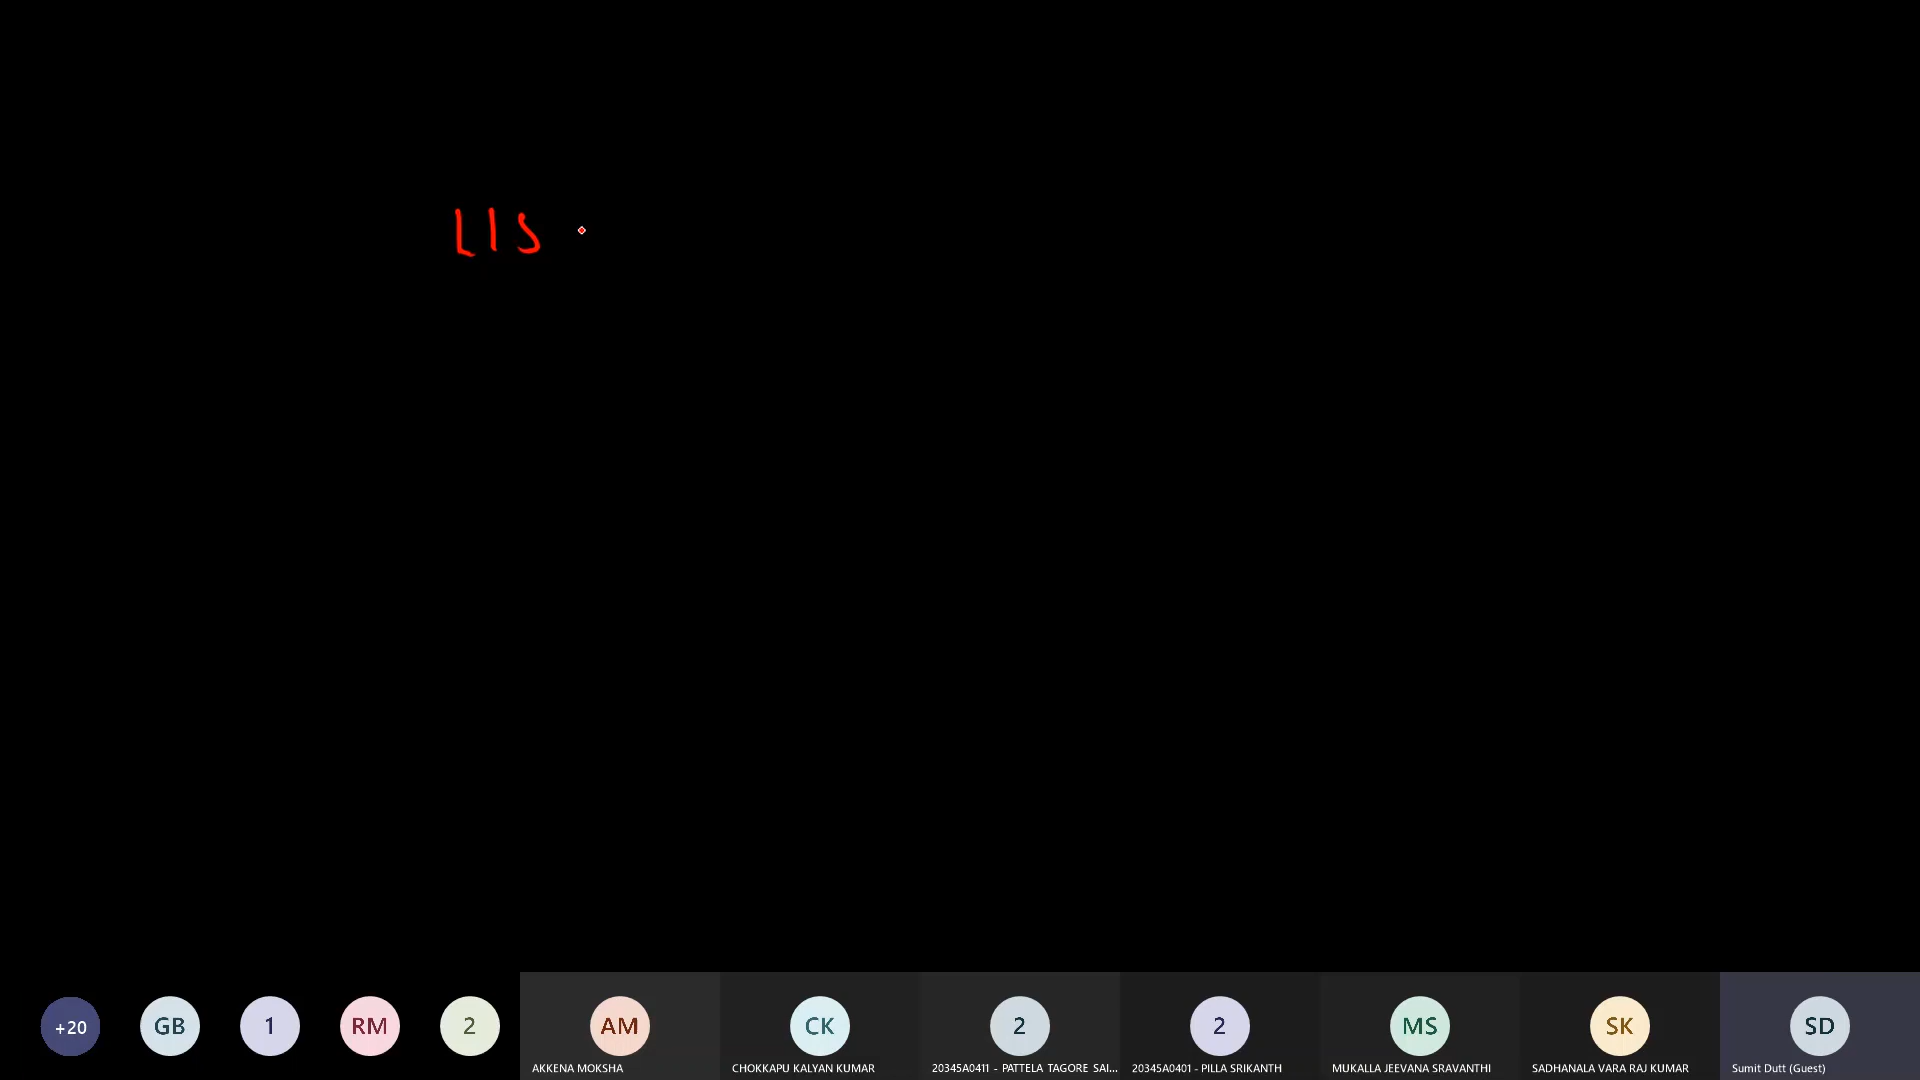 LIS
+20
GB
1
RM
2
AM
CK
2
2
MS
SK
SD
AKKENA MOKSHA
CHOKKAPU KALYAN KUMAR
20345A0411 - PATTELA TAGORE SAI...
20345A0401 - PILLA SRIKANTH
MUKALLA JEEVANA SRAVANTHI
SADHANALA VARA RAJ KUMAR
Sumit Dutt (Guest)